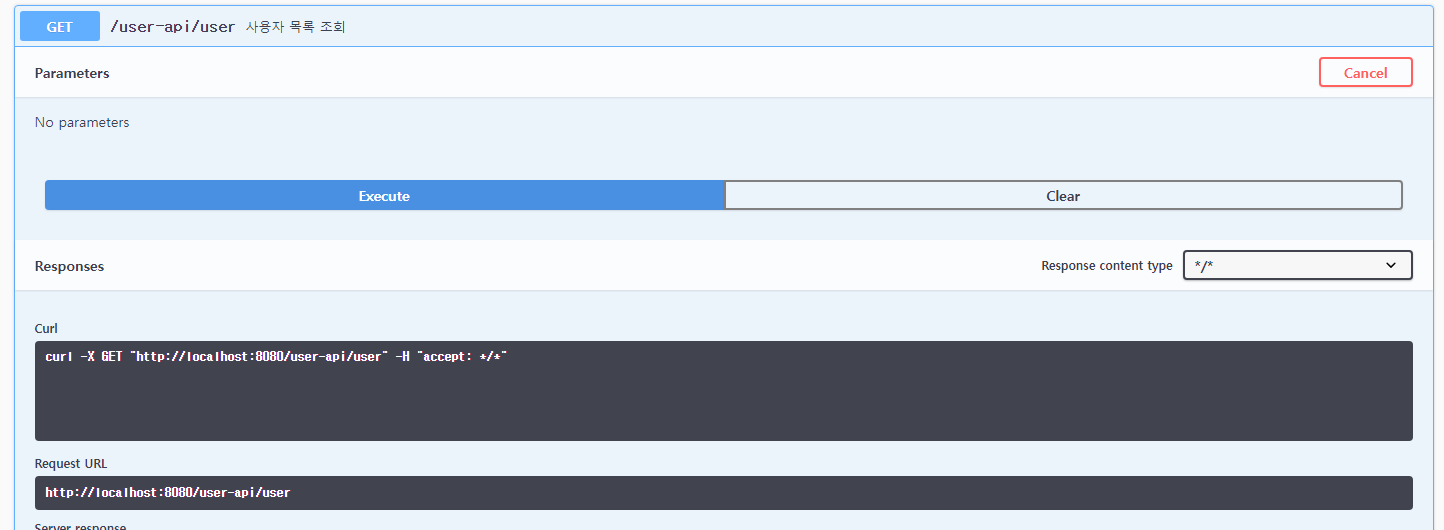 GET /user-api/user 사용자 목록 조회
Parameters Cancel
No parameters
Execute Clear
Responses Response content type */*
Curl
curl -X GET "http://localhost:8080/user-api/user" -H "accept: */*"
Request URL
http://localhost:8080/user-api/user
Server response